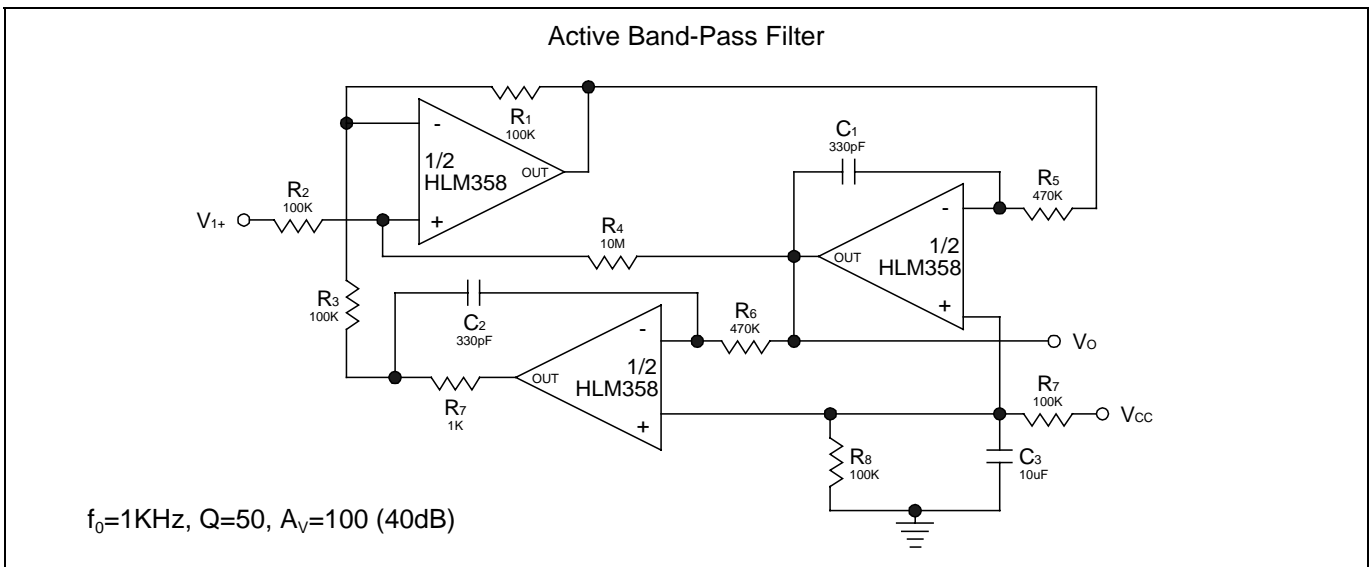 Active Band-Pass Filter
R1
100K
-
1/2
HLM358
OUT
+
C1
330pF
R2
100K
V1+
R5
470K
-
1/2
HLM358
OUT
+
R4
10M
R3
100K
C2
330pF
R6
470K
-
1/2
HLM358
OUT
+
VO
R7
1K
R7
100K
VCC
R8
100K
C3
10uF
f0=1KHz, Q=50, AV=100 (40dB)